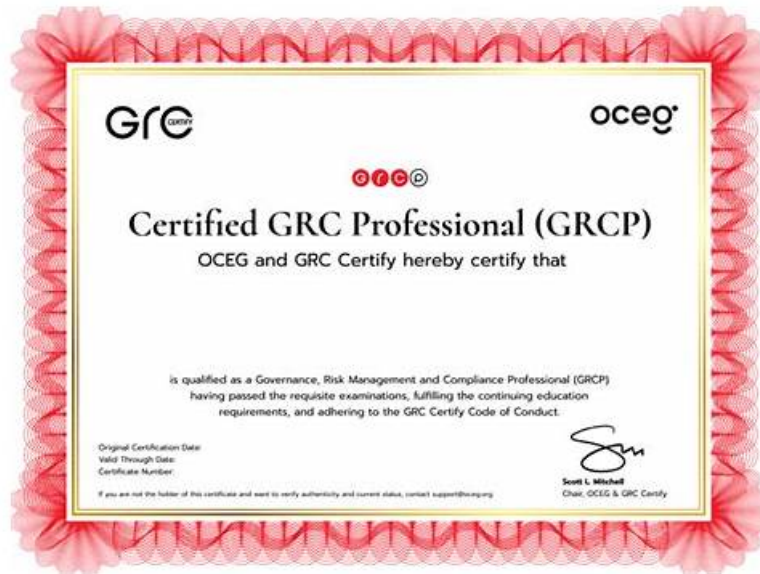 GrC CERTIFY
oceg
GrCP
Certified GRC Professional (GRCP)
OCEG and GRC Certify hereby certify that
is qualified as a Governance, Risk Management and Compliance Professional (GRCP)
having passed the requisite examinations, fulfilling the continuing education
requirements, and adhering to the GRC Certify Code of Conduct.
Original Certification Date:
Valid Through Date:
Certificate Number:
If you are not the holder of this certificate and want to verify authenticity and current status, contact support@oceg.org
Scott L. Mitchell
Chair, OCEG & GRC Certify